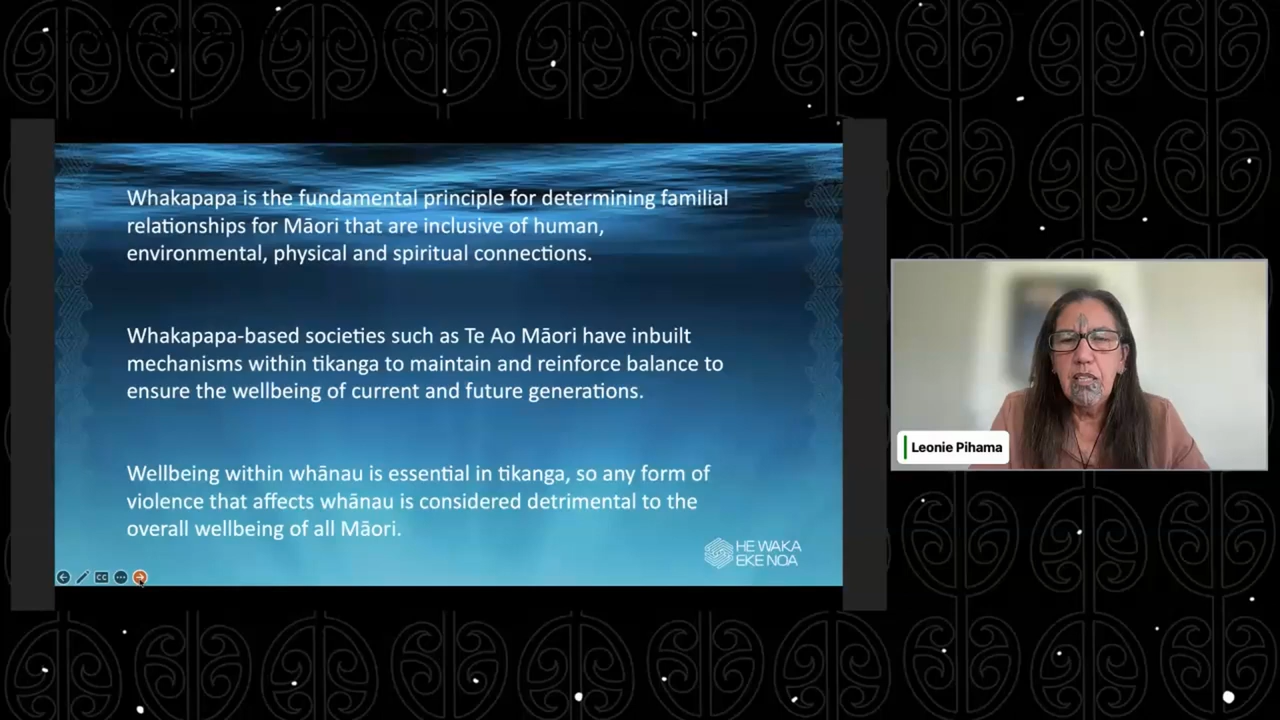 Whakapapa is the fundamental principle for determining familial
relationships for Māori that are inclusive of human,
environmental, physical and spiritual connections.
Whakapapa-based societies such as Te Ao Māori have inbuilt
mechanisms within tikanga to maintain and reinforce balance to
ensure the wellbeing of current and future generations.
Wellbeing within whānau is essential in tikanga, so any form of
violence that affects whānau is considered detrimental to the
overall wellbeing of all Māori.
HE WAKA
EKE NOA
CC
Leonie Pihama